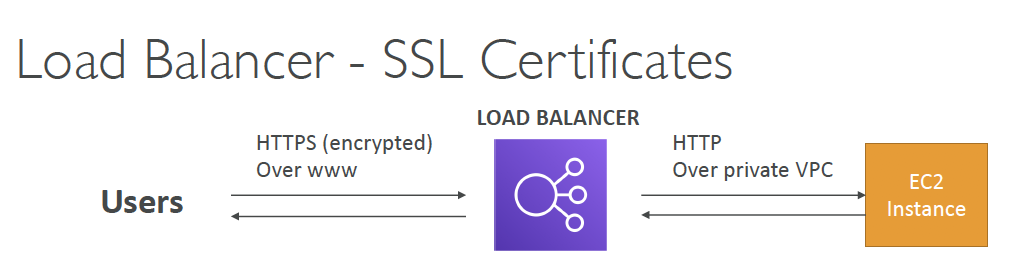 Load Balancer - SSL Certificates
LOAD BALANCER
HTTPS (encrypted)
Over www
HTTP
Over private VPC
Users
EC2
Instance